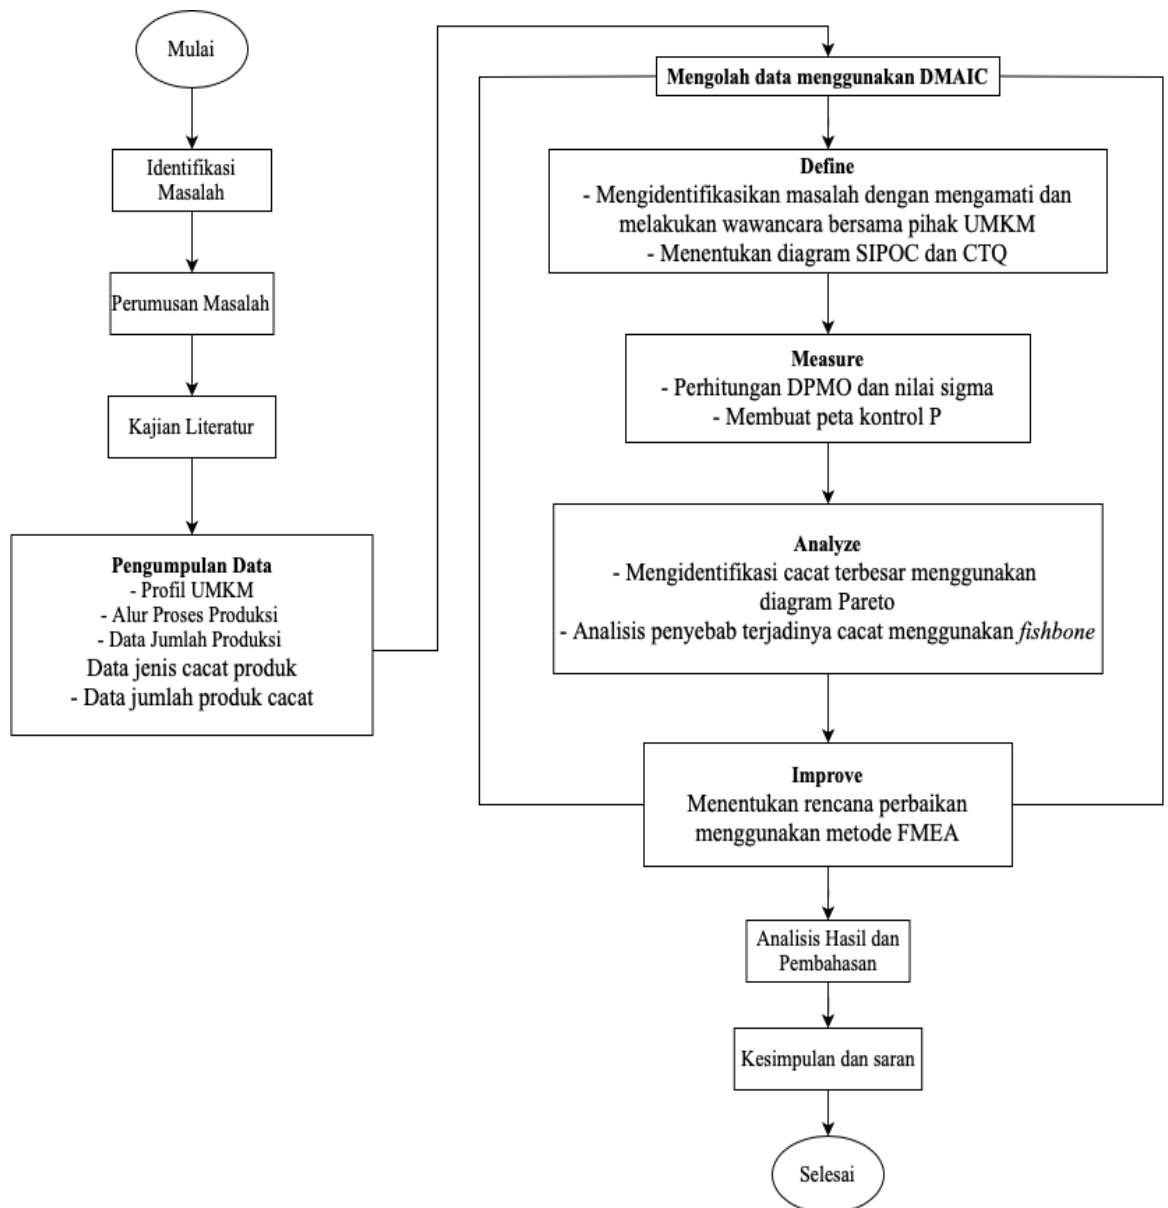 Mulai
Identifikasi
Masalah
Perumusan Masalah
Kajian Literatur
Pengumpulan Data
- Profil UMKM
- Alur Proses Produksi
- Data Jumlah Produksi
Data jenis cacat produk
- Data jumlah produk cacat
Mengolah data menggunakan DMAIC
Define
- Mengidentifikasikan masalah dengan mengamati dan
melakukan wawancara bersama pihak UMKM
- Menentukan diagram SIPOC dan CTQ
Measure
- Perhitungan DPMO dan nilai sigma
- Membuat peta kontrol P
Analyze
- Mengidentifikasi cacat terbesar menggunakan
diagram Pareto
- Analisis penyebab terjadinya cacat menggunakan fishbone
Improve
Menentukan rencana perbaikan
menggunakan metode FMEA
Analisis Hasil dan
Pembahasan
Kesimpulan dan saran
Selesai